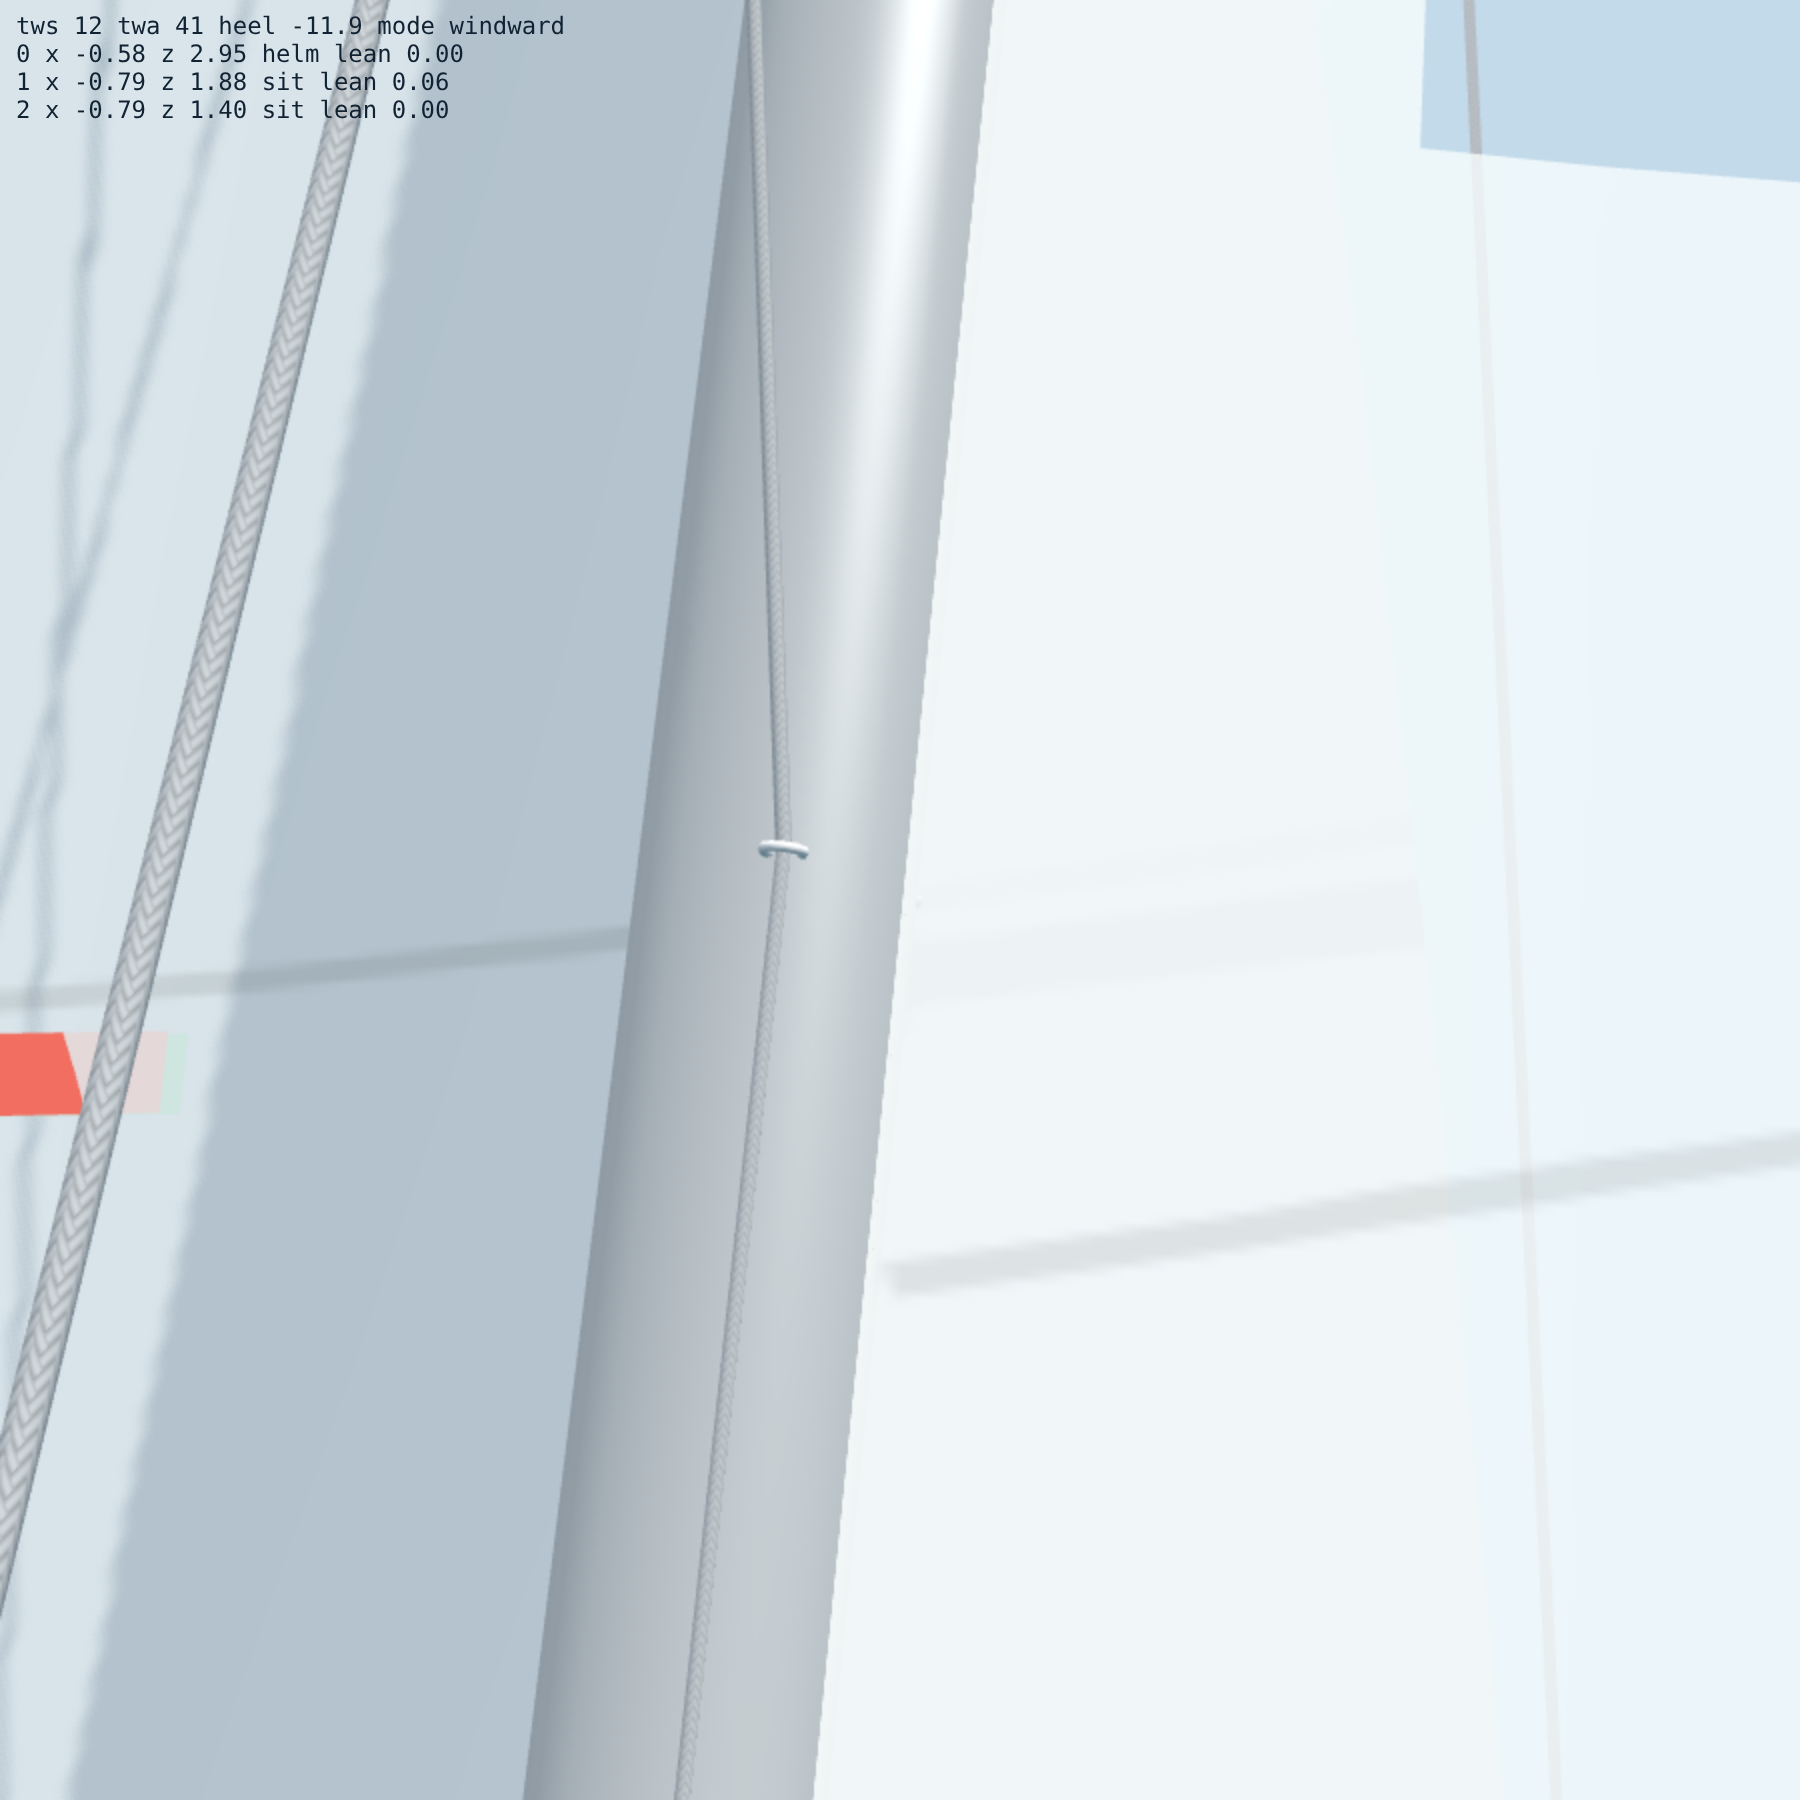 tws 12 twa 41 heel -11.9 mode windward
0 x -0.58 z 2.95 helm lean 0.00
1 x -0.79 z 1.88 sit lean 0.06
2 x -0.79 z 1.40 sit lean 0.00